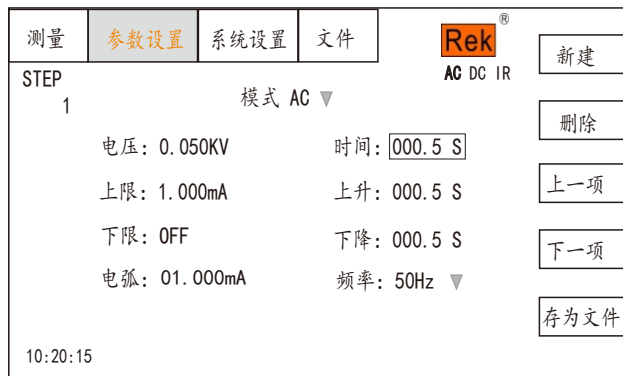 测量 参数设置 系统设置 文件
Rek®
AC DC IR
STEP
1
模式 AC ▼
电压: 0.050KV
时间: 000.5 S
上限: 1.000mA
上升: 000.5 S
下限: OFF
下降: 000.5 S
电弧: 01.000mA
频率: 50Hz ▼
10:20:15
新建
删除
上一项
下一项
存为文件